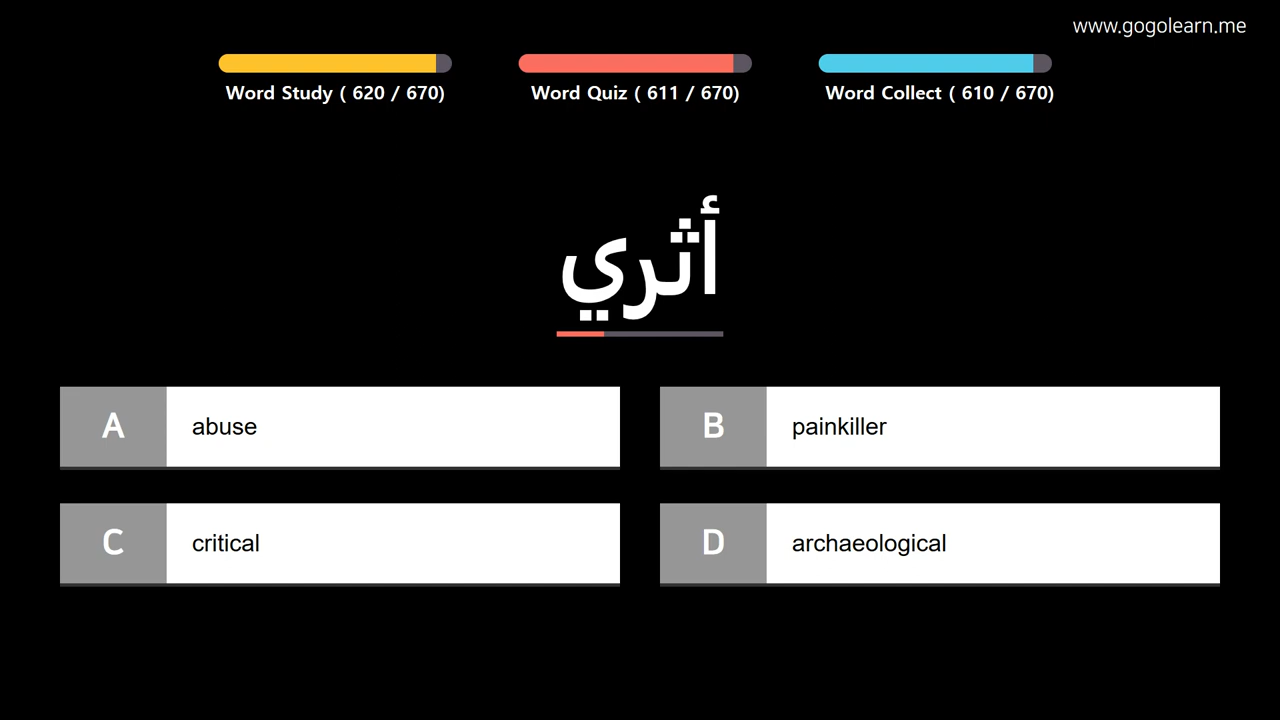 www.gogolearn.me
Word Study ( 620 / 670)
Word Quiz ( 611 / 670)
Word Collect ( 610 / 670)
أثري
A abuse
B painkiller
C critical
D archaeological